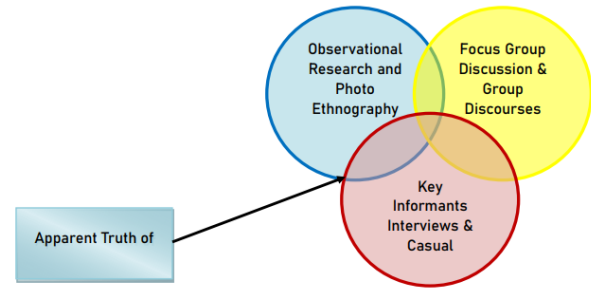 Observational
Research and
Photo
Ethnography
Focus Group
Discussion &
Group
Discourses
Key
Informants
Interviews &
Casual
Apparent Truth of